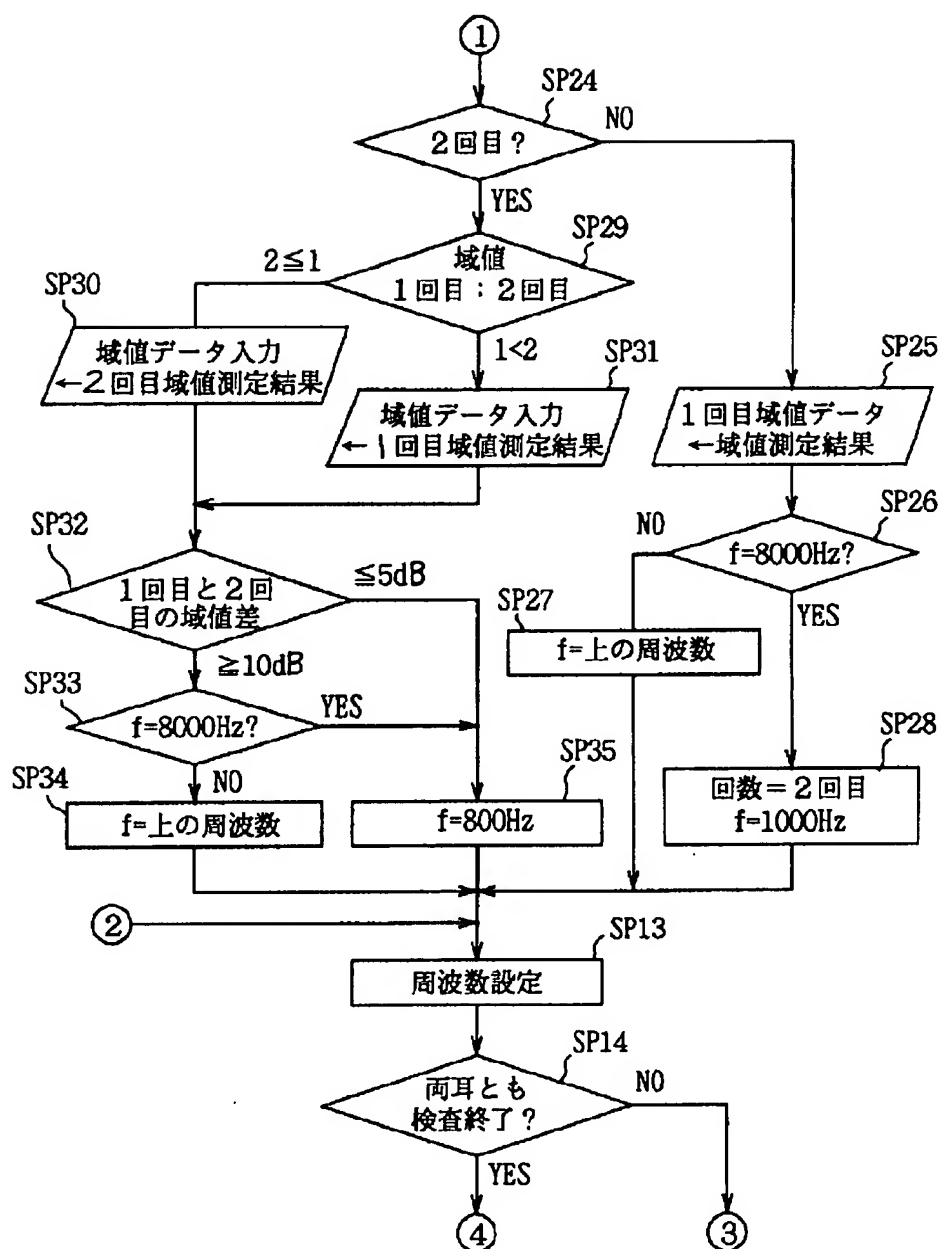 ①
SP24
2回目?
NO
YES
SP29
域値
1回目:2回目
2≦1
1<2
SP30
域値データ入力
←2回目域値測定結果
SP31
域値データ入力
←1回目域値測定結果
SP25
1回目域値データ
←域値測定結果
SP26
f=8000Hz?
NO
YES
SP32
1回目と2回
目の域値差
≦5dB
≧10dB
SP27
f=上の周波数
SP33
f=8000Hz?
YES
NO
SP34
f=上の周波数
SP35
f=800Hz
SP28
回数=2回目
f=1000Hz
②
SP13
周波数設定
SP14
両耳とも
検査終了?
NO
YES
④
③